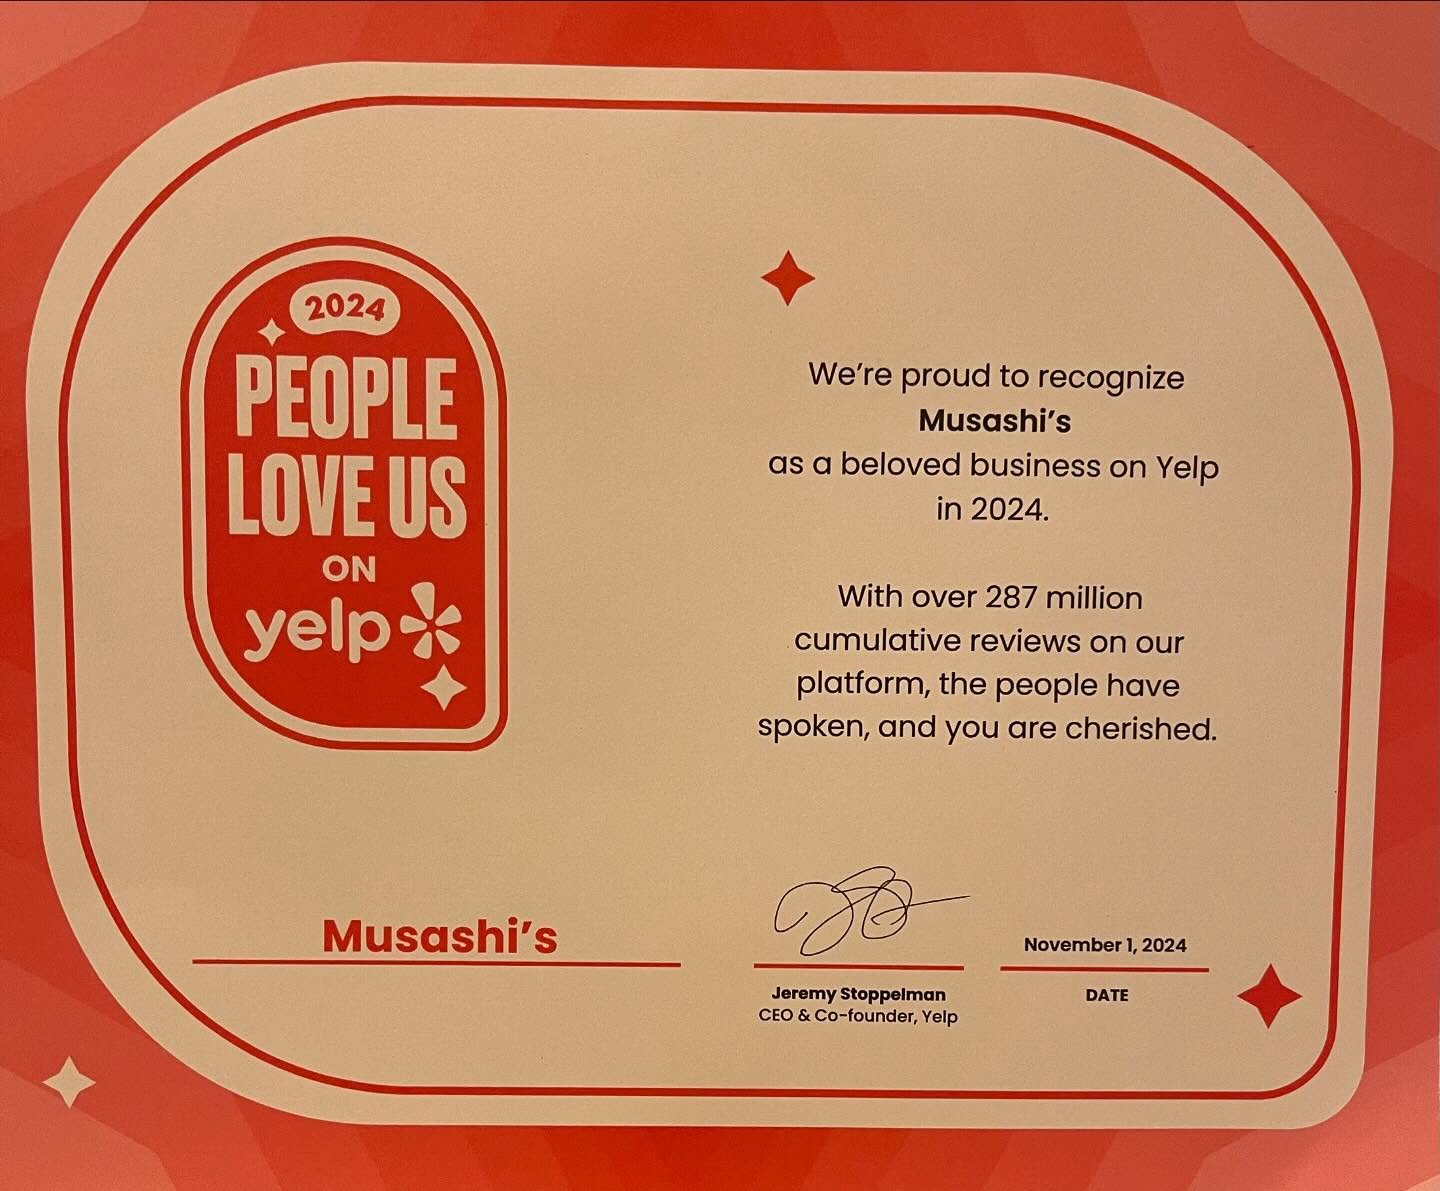 2024
PEOPLE
LOVE US
ON
yelp
We're proud to recognize
Musashi's
as a beloved business on Yelp
in 2024.
With over 287 million
cumulative reviews on our
platform, the people have
spoken, and you are cherished.
Musashi's
November 1, 2024
Jeremy Stoppelman
CEO & Co-founder, Yelp
DATE